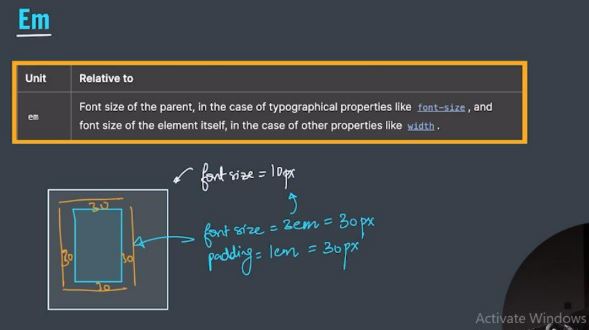 Em
Unit Relative to
em Font size of the parent, in the case of typographical properties like font-size, and
font size of the element itself, in the case of other properties like width.
font size = 10px
font size = 3em = 30px
padding = 1em = 30px
30
30 30
30
Activate Windows